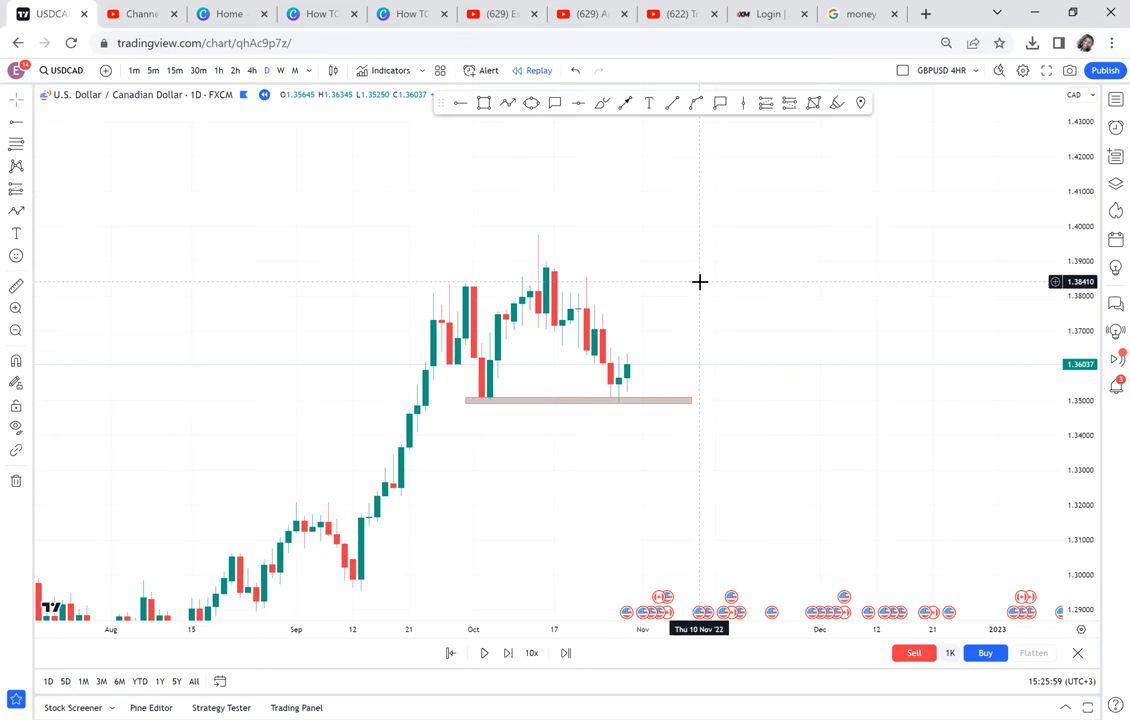 USDCA
Channe
Home -
How TO
How TO
(629) Ex
(629) A
(622) Tr
XM Login |
money
tradingview.com/chart/qhAc9p7z/
E 14 USDCAD 1m 5m 15m 30m 1h 2h 4h D W M Indicators Alert Replay GBPUSD 4HR Publish
U.S. Dollar / Canadian Dollar · 1D · FXCM O1.35645 H1.36345 L1.35250 C1.36037 CAD
1.43000
1.42000
1.41000
1.40000
1.39000
1.38410
1.38000
1.37000
1.36037
1.35000
1.34000
1.33000
1.32000
1.31000
1.30000
1.29000
Aug 15 Sep 12 21 Oct 17 Nov Thu 10 Nov '22 Dec 12 21 2023
10x Sell 1K Buy Flatten
1D 5D 1M 3M 6M YTD 1Y 5Y All 15:25:59 (UTC+3)
Stock Screener Pine Editor Strategy Tester Trading Panel
3